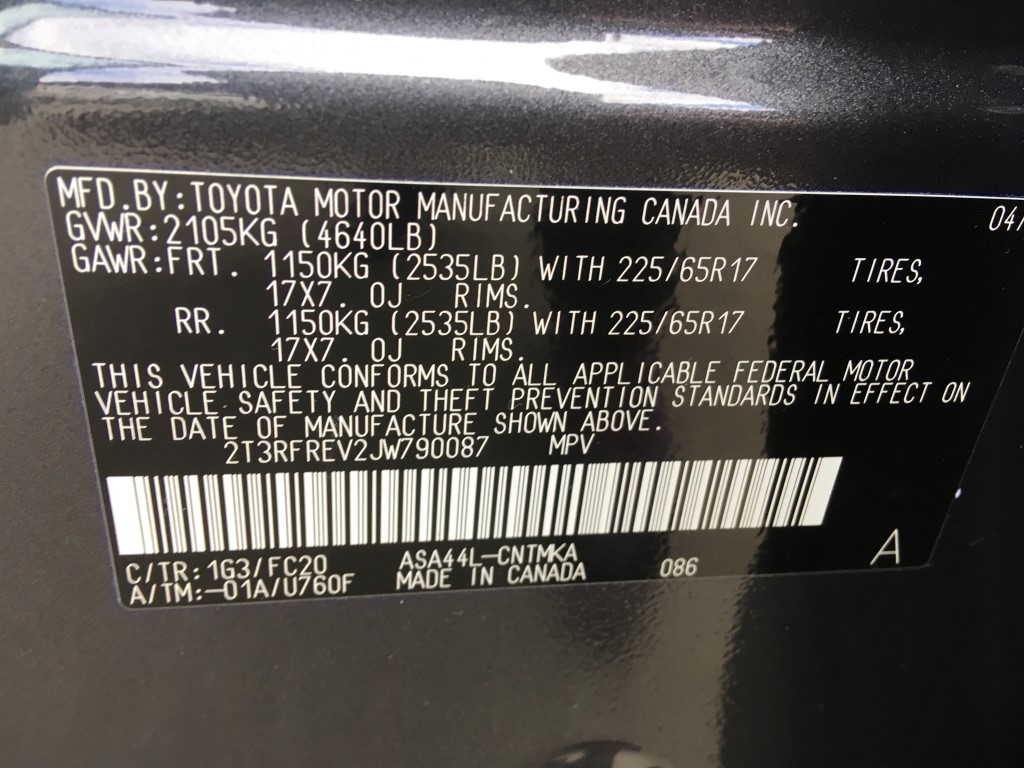 MFD.BY:TOYOTA MOTOR MANUFACTURING CANADA INC. 04/
GVWR:2105KG (4640LB)
GAWR:FRT. 1150KG (2535LB) WITH 225/65R17 TIRES,
17X7.0J RIMS.
RR. 1150KG (2535LB) WITH 225/65R17 TIRES,
17X7.0J RIMS.
THIS VEHICLE CONFORMS TO ALL APPLICABLE FEDERAL MOTOR
VEHICLE SAFETY AND THEFT PREVENTION STANDARDS IN EFFECT ON
THE DATE OF MANUFACTURE SHOWN ABOVE.
2T3RFREV2JW790087 MPV
C/TR:1G3/FC20 ASA44L-CNTMKA 086 A
A/TM:-01A/U760F MADE IN CANADA